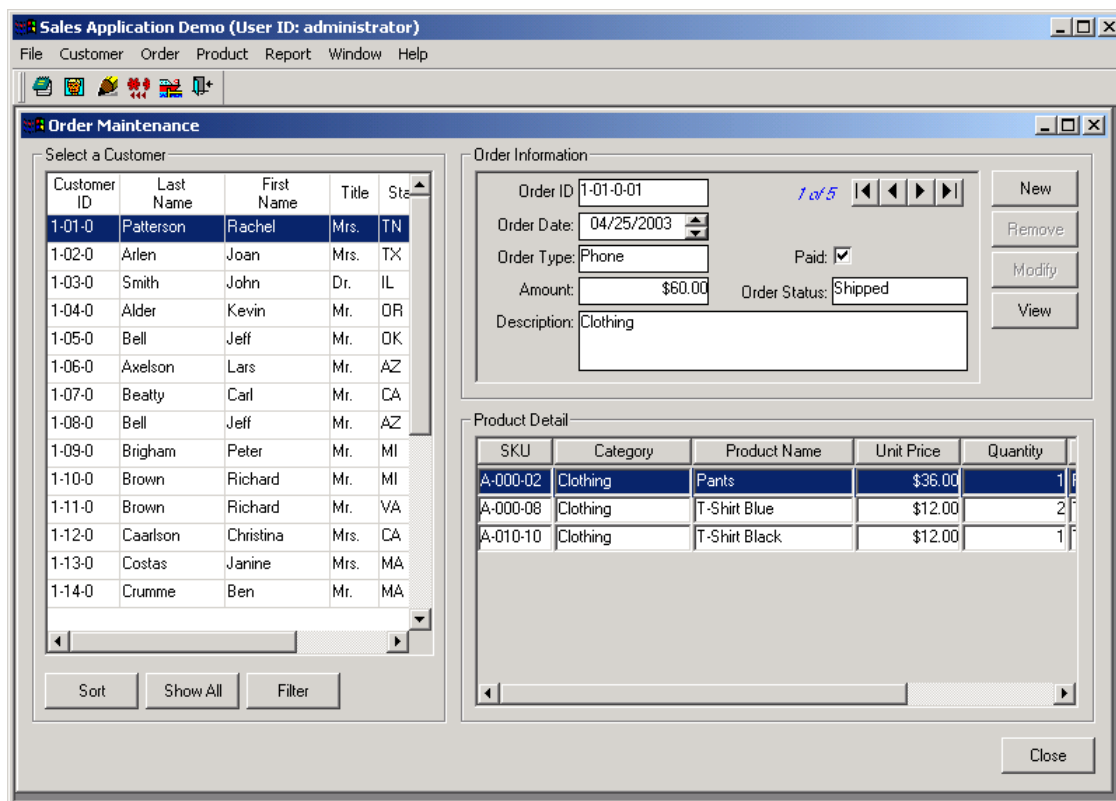 Sales Application Demo (User ID: administrator)
File Customer Order Product Report Window Help
Order Maintenance
Select a Customer
Customer ID Last Name First Name Title Sta
1-01-0 Patterson Rachel Mrs. TN
1-02-0 Arlen Joan Mrs. TX
1-03-0 Smith John Dr. IL
1-04-0 Alder Kevin Mr. OR
1-05-0 Bell Jeff Mr. OK
1-06-0 Axelson Lars Mr. AZ
1-07-0 Beatty Carl Mr. CA
1-08-0 Bell Jeff Mr. AZ
1-09-0 Brigham Peter Mr. MI
1-10-0 Brown Richard Mr. MI
1-11-0 Brown Richard Mr. VA
1-12-0 Caarlson Christina Mrs. CA
1-13-0 Costas Janine Mrs. MA
1-14-0 Crumme Ben Mr. MA
Sort Show All Filter
Order Information
Order ID 1-01-0-01 1 of 5
Order Date: 04/25/2003
Order Type: Phone Paid:
Amount: $60.00 Order Status: Shipped
Description: Clothing
New
Remove
Modify
View
Product Detail
SKU Category Product Name Unit Price Quantity
A-000-02 Clothing Pants $36.00 1
A-000-08 Clothing T-Shirt Blue $12.00 2
A-010-10 Clothing T-Shirt Black $12.00 1
Close